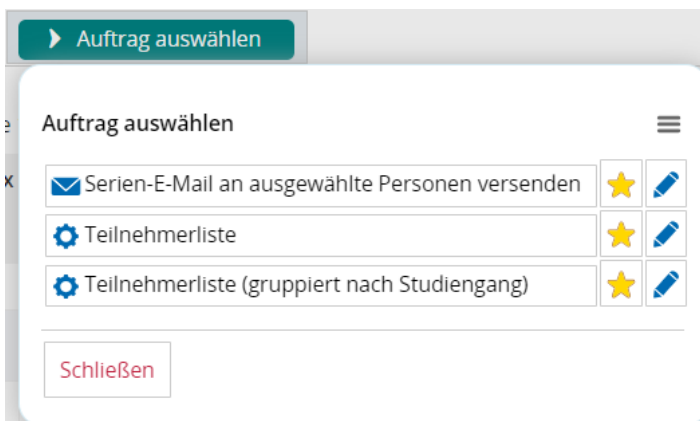 Auftrag auswählen
e
Auftrag auswählen
x
Serien-E-Mail an ausgewählte Personen versenden
Teilnehmerliste
Teilnehmerliste (gruppiert nach Studiengang)
Schließen